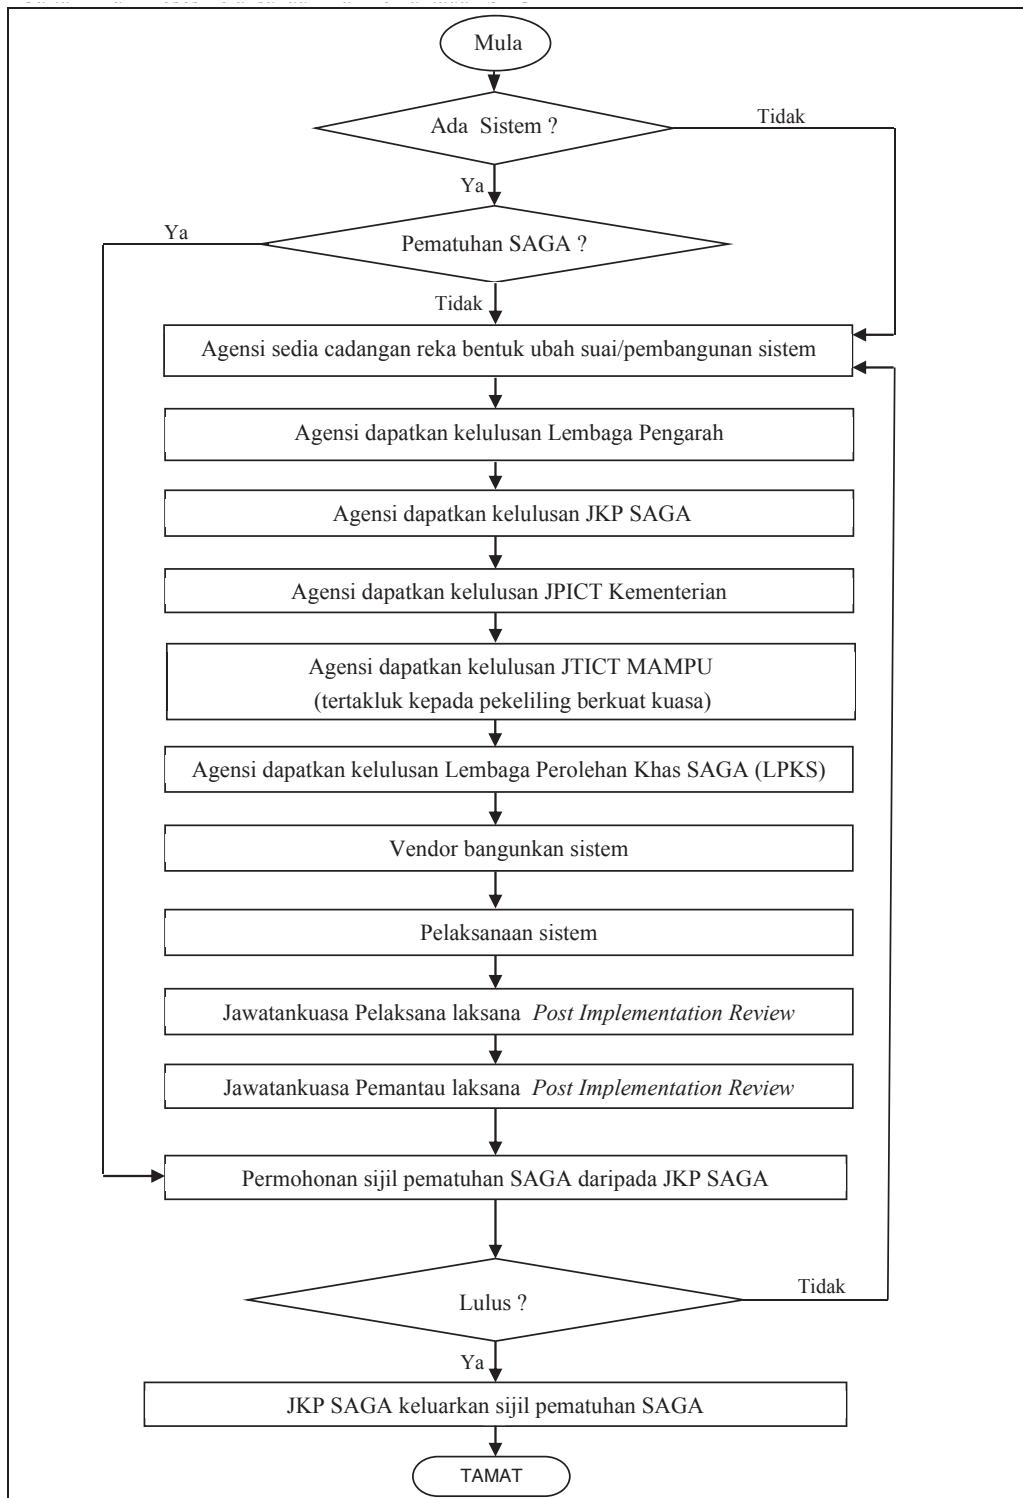 Mula
Ada Sistem ?
Tidak
Ya
Ya
Pematuhan SAGA ?
Tidak
Agensi sedia cadangan reka bentuk ubah suai/pembangunan sistem
Agensi dapatkan kelulusan Lembaga Pengarah
Agensi dapatkan kelulusan JKP SAGA
Agensi dapatkan kelulusan JPICT Kementerian
Agensi dapatkan kelulusan JTICT MAMPU
(tertakluk kepada pekeliling berkuat kuasa)
Agensi dapatkan kelulusan Lembaga Perolehan Khas SAGA (LPKS)
Vendor bangunkan sistem
Pelaksanaan sistem
Jawatankuasa Pelaksana laksana Post Implementation Review
Jawatankuasa Pemantau laksana Post Implementation Review
Permohonan sijil pematuhan SAGA daripada JKP SAGA
Tidak
Lulus ?
Ya
JKP SAGA keluarkan sijil pematuhan SAGA
TAMAT